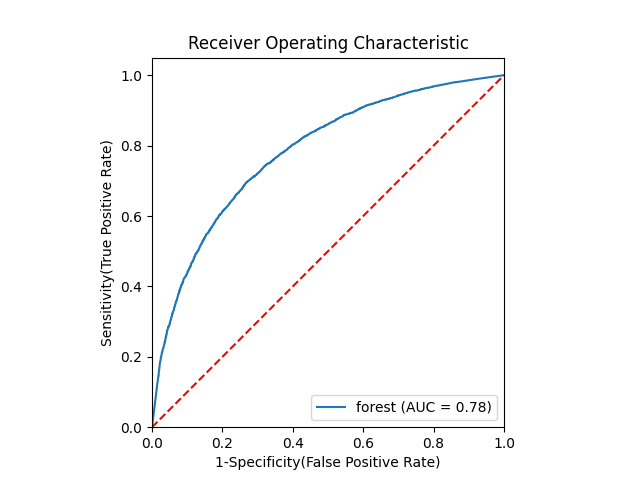 Receiver Operating Characteristic
1.0
0.8
0.6
0.4
0.2
0.0
Sensitivity(True Positive Rate)
forest (AUC = 0.78)
0.0 0.2 0.4 0.6 0.8 1.0
1-Specificity(False Positive Rate)